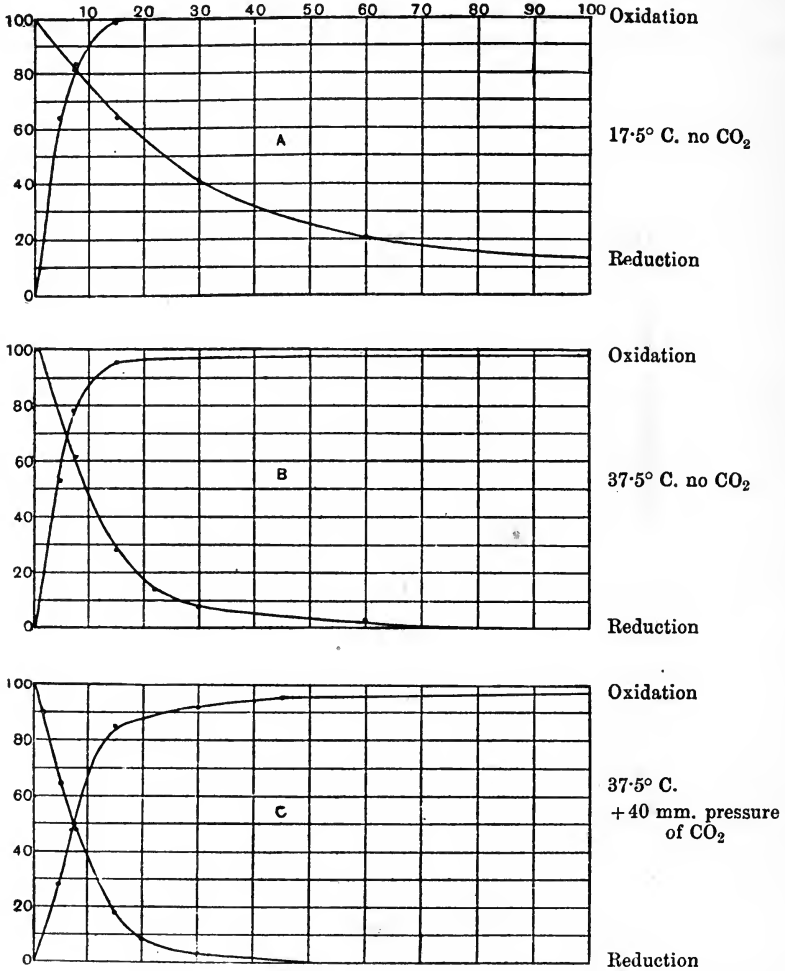 0 10 20 30 40 50 60 70 80 90 100 Oxidation
100
80
60 A 17·5° C. no CO₂
40
20 Reduction
0
100 Oxidation
80
60
B 37·5° C. no CO₂
40
20
0 Reduction
100 Oxidation
80
60 37·5° C.
C + 40 mm. pressure
of CO₂
40
20
0 Reduction